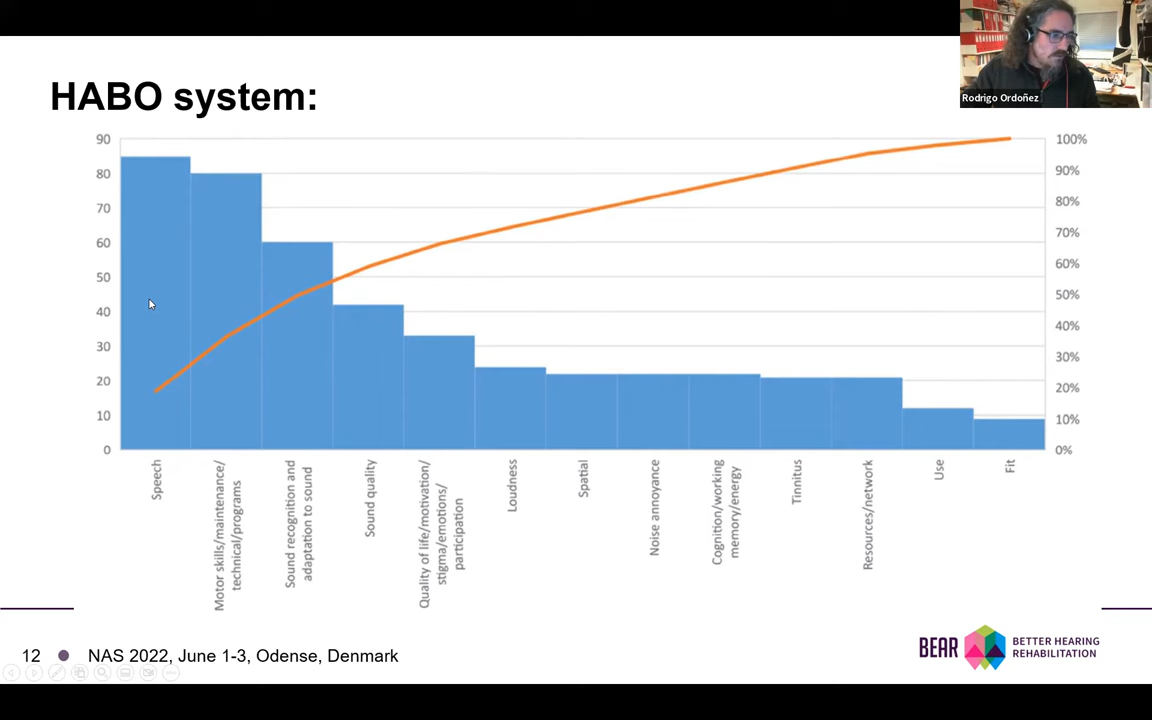 Rodrigo Ordoñez
HABO system:
90
80
70
60
50
40
30
20
10
0
100%
90%
80%
70%
60%
50%
40%
30%
20%
10%
0%
Speech
Motor skills/maintenance/
technical/programs
Sound recognition and
adaptation to sound
Sound quality
Quality of life/motivation/
stigma/emotions/
participation
Loudness
Spatial
Noise annoyance
Cognition/working
memory/energy
Tinnitus
Resources/network
Use
Fit
12
NAS 2022, June 1-3, Odense, Denmark
BEAR
BETTER HEARING
REHABILITATION